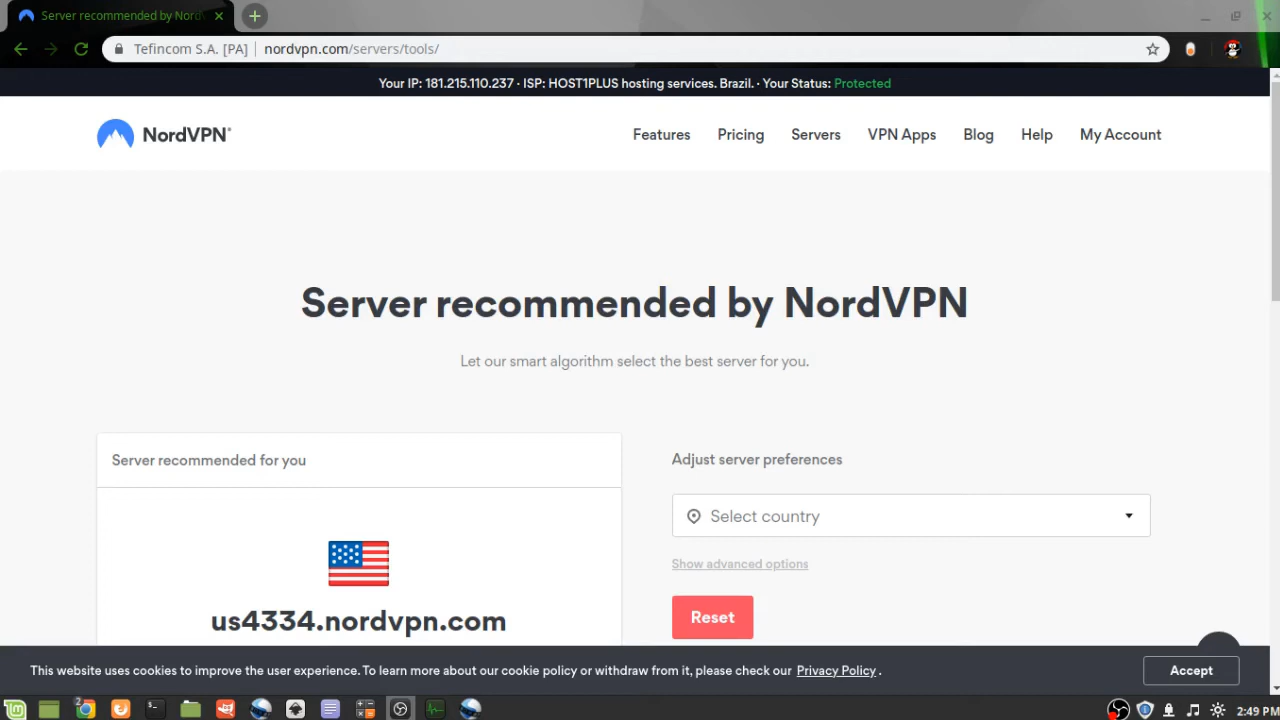 Server recommended by Nord
Tefincom S.A. [PA]
nordvpn.com/servers/tools/
Your IP: 181.215.110.237 · ISP: HOST1PLUS hosting services. Brazil. · Your Status: Protected
NordVPN®
Features
Pricing
Servers
VPN Apps
Blog
Help
My Account
Server recommended by NordVPN
Let our smart algorithm select the best server for you.
Server recommended for you
us4334.nordvpn.com
Adjust server preferences
Select country
Show advanced options
Reset
This website uses cookies to improve the user experience. To learn more about our cookie policy or withdraw from it, please check our Privacy Policy .
Accept
2
2:49 PM